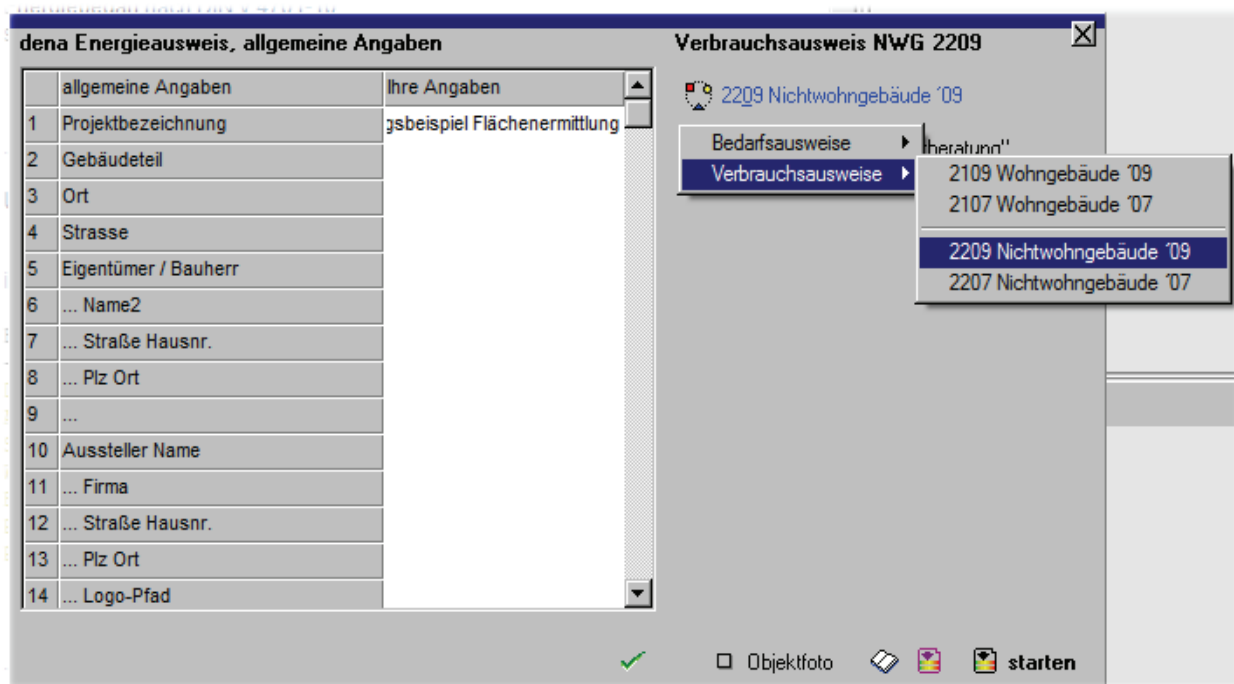 dena Energieausweis, allgemeine Angaben
allgemeine Angaben Ihre Angaben
1 Projektbezeichnung gsbeispiel Flächenermittlung
2 Gebäudeteil
3 Ort
4 Strasse
5 Eigentümer / Bauherr
6 ... Name2
7 ... Straße Hausnr.
8 ... Plz Ort
9 ...
10 Aussteller Name
11 ... Firma
12 ... Straße Hausnr.
13 ... Plz Ort
14 ... Logo-Pfad
Verbrauchsausweis NWG 2209
2209 Nichtwohngebäude ´09
Bedarfsausweise
Verbrauchsausweise
2109 Wohngebäude ´09
2107 Wohngebäude ´07
2209 Nichtwohngebäude ´09
2207 Nichtwohngebäude ´07
Objektfoto
starten